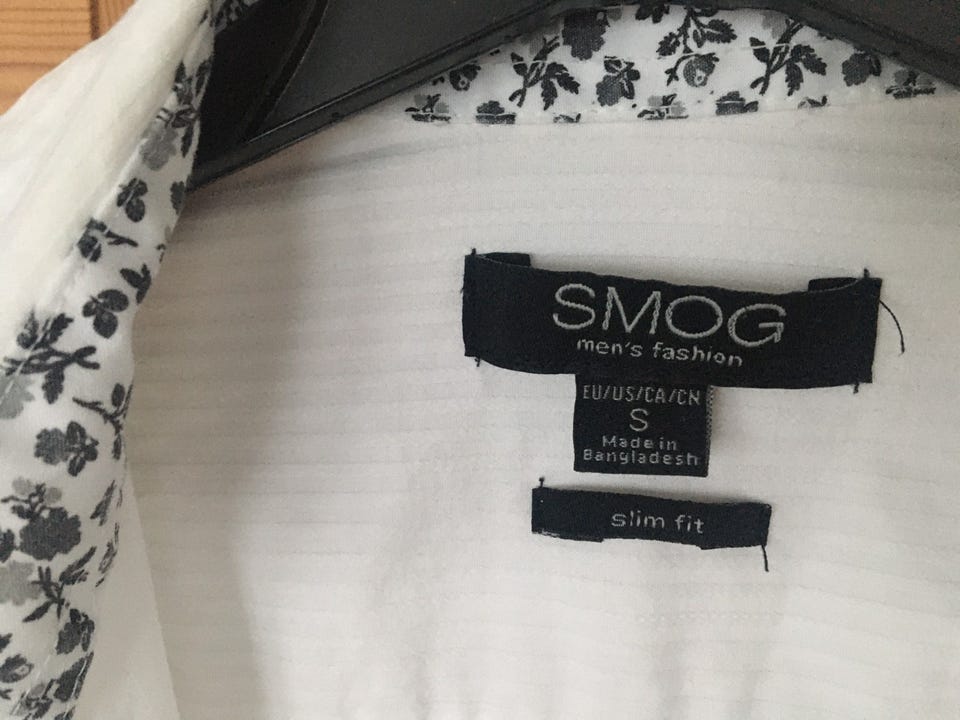 SMOG
men's fashion
EU/US/CA/CN
S
Made in
Bangladesh
slim fit